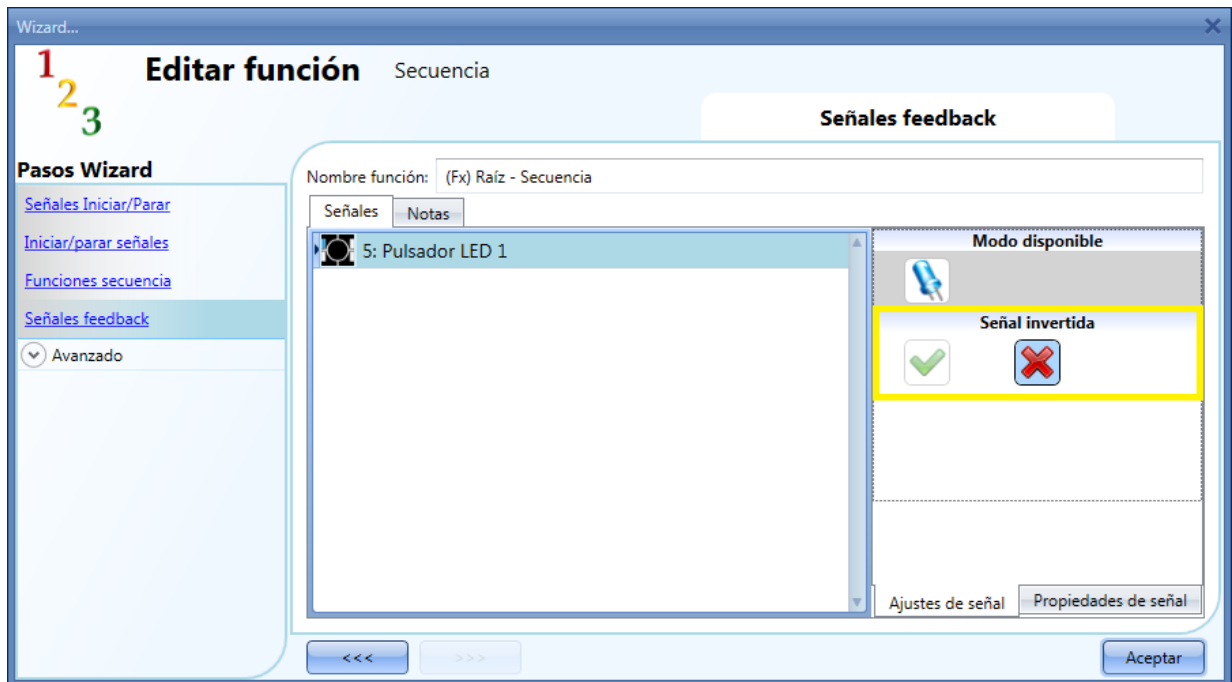 Wizard...
1 2 3
Editar función Secuencia
Señales feedback
Pasos Wizard
Señales Iniciar/Parar
Iniciar/parar señales
Funciones secuencia
Señales feedback
Avanzado
Nombre función: (Fx) Raíz - Secuencia
Señales Notas
5: Pulsador LED 1
Modo disponible
Señal invertida
Ajustes de señal Propiedades de señal
<<< >>> Aceptar